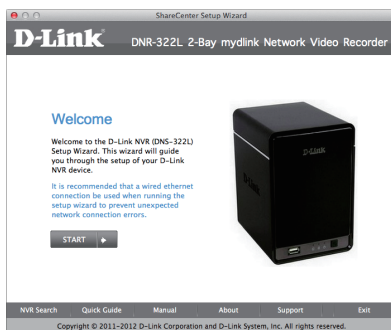 ShareCenter Setup Wizard
D-Link DNR-322L 2-Bay mydlink Network Video Recorder
Welcome
Welcome to the D-Link NVR (DNS-322L)
Setup Wizard. This wizard will guide
you through the setup of your D-Link
NVR device.
It is recommended that a wired ethernet
connection be used when running the
setup wizard to prevent unexpected
network connection errors.
START
D-Link
D-Link
NVR Search Quick Guide Manual About Support Exit
Copyright © 2011-2012 D-Link Corporation and D-Link System, Inc. All rights reserved.